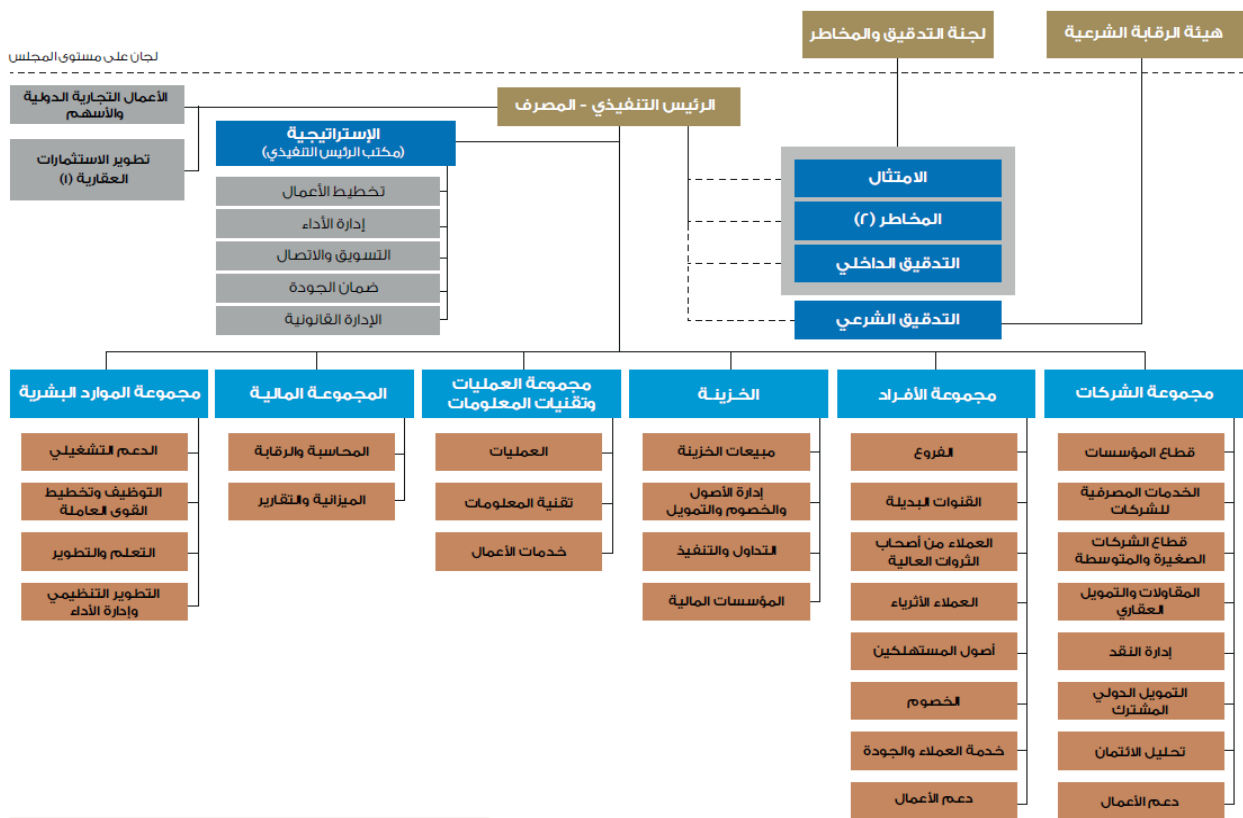 هيئة الرقابة الشرعية
لجنة التدقيق والمخاطر
لجان على مستوى المجلس
الرئيس التنفيذي - المصرف
الأعمال التجارية الدولية
والأسهم
تطوير الاستثمارات
العقارية (١)
الإستراتيجية
(مكتب الرئيس التنفيذي)
تخطيط الأعمال
إدارة الأداء
التسويق والاتصال
ضمان الجودة
الإدارة القانونية
الامتثال
المخاطر (٢)
التدقيق الداخلي
التدقيق الشرعي
مجموعة الشركات
قطاع المؤسسات
الخدمات المصرفية
للشركات
قطاع الشركات
الصغيرة والمتوسطة
المقاولات والتمويل
العقاري
إدارة النقد
التمويل الدولي
المشترك
تحليل الائتمان
دعم الأعمال
مجموعة الأفراد
الفروع
القنوات البديلة
العملاء من أصحاب
الثروات العالية
العملاء الأثرياء
أصول المستهلكين
الخصوم
خدمة العملاء والجودة
دعم الأعمال
الخزينة
مبيعات الخزينة
إدارة الأصول
والخصوم والتمويل
التداول والتنفيذ
المؤسسات المالية
مجموعة العمليات
وتقنيات المعلومات
العمليات
تقنية المعلومات
خدمات الأعمال
المجموعة المالية
المحاسبة والرقابة
الميزانية والتقارير
مجموعة الموارد البشرية
الدعم التشغيلي
التوظيف وتخطيط
القوى العاملة
التعلم والتطوير
التطوير التنظيمي
وإدارة الأداء